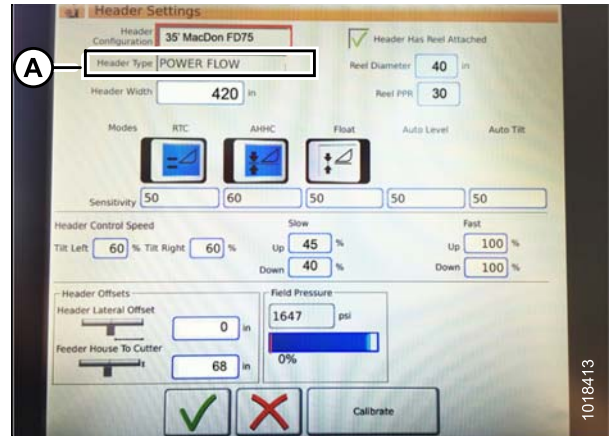 Header Settings
Header Configuration 35' MacDon FD75
Header Has Reel Attached
A
Header Type POWER FLOW
Reel Diameter 40 in
Header Width 420 in
Reel PPR 30
Modes RTC AHHC Float Auto Level Auto Tilt
Sensitivity 50 60 50 50 50
Header Control Speed
Slow Fast
Tilt Left 60 % Tilt Right 60 % Up 45 % Up 100 %
Down 40 % Down 100 %
Header Offsets
Field Pressure
Header Lateral Offset
0 in
1647 psi
Feeder House To Cutter
68 in
0%
Calibrate
1018413